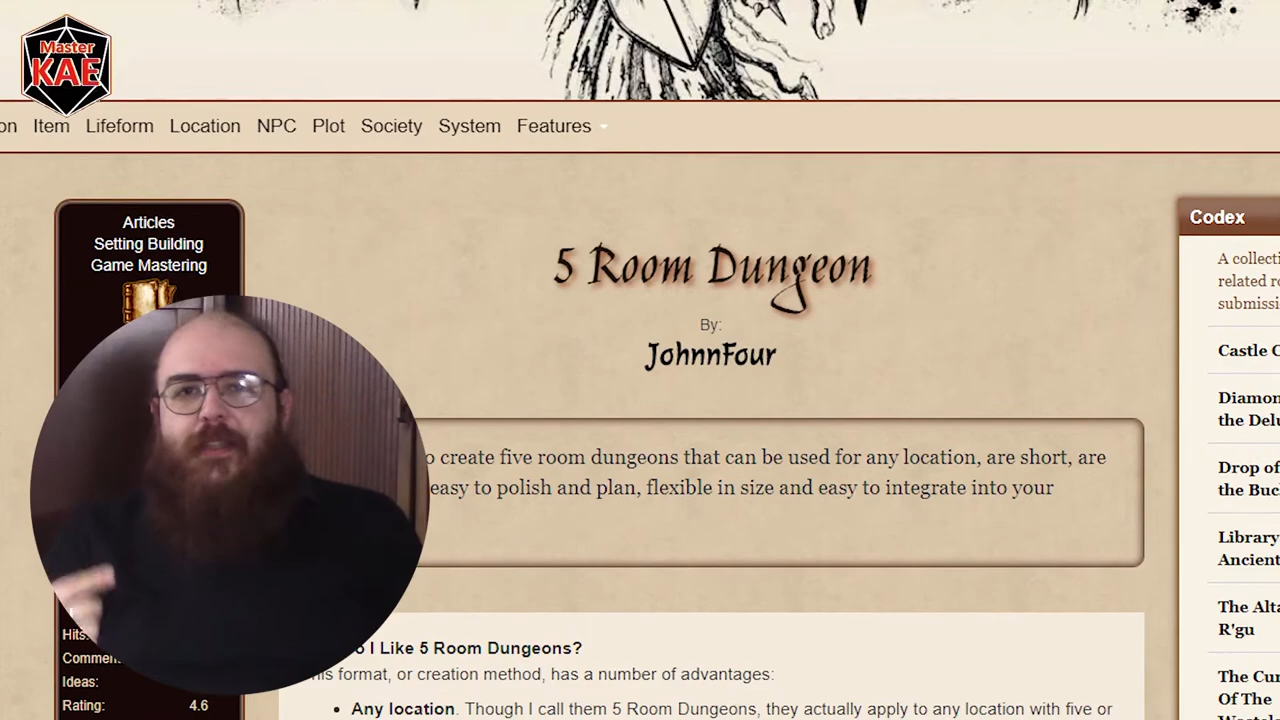 Master
KAE
on Item Lifeform Location NPC Plot Society System Features
Articles
Setting Building
Game Mastering
5 Room Dungeon
By:
JohnnFour
o create five room dungeons that can be used for any location, are short, are
easy to polish and plan, flexible in size and easy to integrate into your
Hits:
Commen
Ideas:
Rating: 4.6
o I Like 5 Room Dungeons?
his format, or creation method, has a number of advantages:
• Any location. Though I call them 5 Room Dungeons, they actually apply to any location with five or
Codex
A collecti
related ro
submissi
Castle C
Diamon
the Delu
Drop of
the Buc
Library
Ancient
The Alta
R'gu
The Cur
Of The